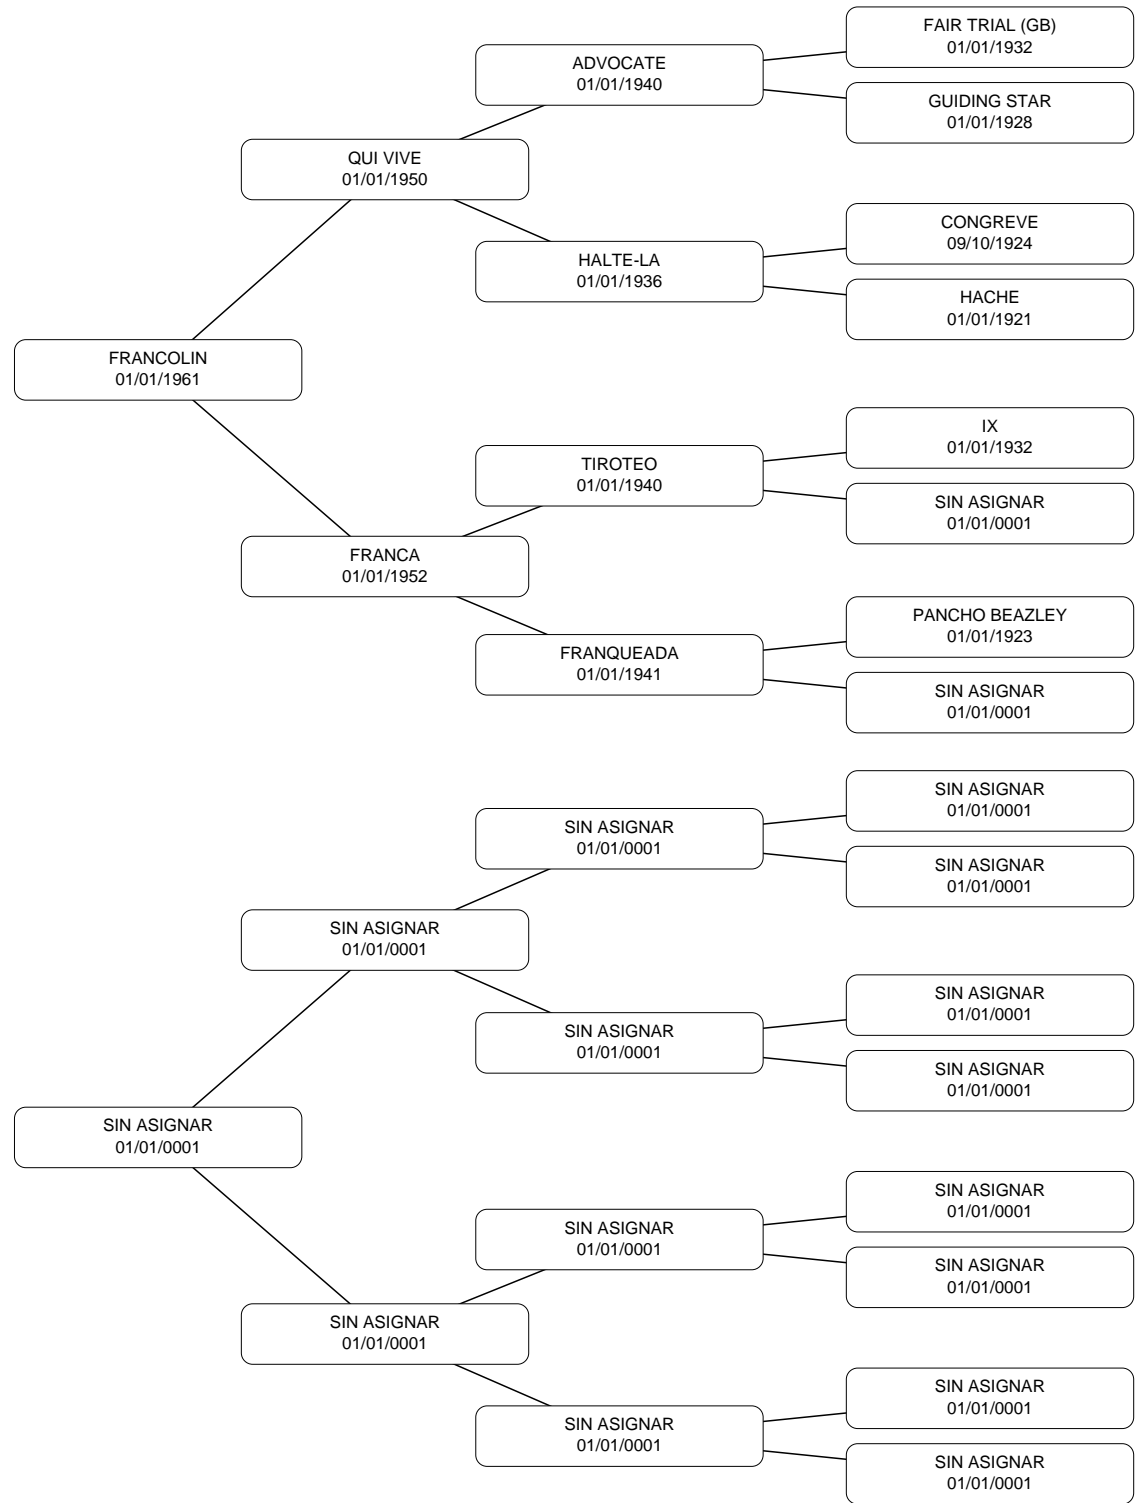 FAIR TRIAL (GB)
01/01/1932
ADVOCATE
01/01/1940
GUIDING STAR
01/01/1928
QUI VIVE
01/01/1950
CONGREVE
09/10/1924
HALTE-LA
01/01/1936
HACHE
01/01/1921
FRANCOLIN
01/01/1961
IX
01/01/1932
TIROTEO
01/01/1940
SIN ASIGNAR
01/01/0001
FRANCA
01/01/1952
PANCHO BEAZLEY
01/01/1923
FRANQUEADA
01/01/1941
SIN ASIGNAR
01/01/0001
SIN ASIGNAR
01/01/0001
SIN ASIGNAR
01/01/0001
SIN ASIGNAR
01/01/0001
SIN ASIGNAR
01/01/0001
SIN ASIGNAR
01/01/0001
SIN ASIGNAR
01/01/0001
SIN ASIGNAR
01/01/0001
SIN ASIGNAR
01/01/0001
SIN ASIGNAR
01/01/0001
SIN ASIGNAR
01/01/0001
SIN ASIGNAR
01/01/0001
SIN ASIGNAR
01/01/0001
SIN ASIGNAR
01/01/0001
SIN ASIGNAR
01/01/0001
SIN ASIGNAR
01/01/0001